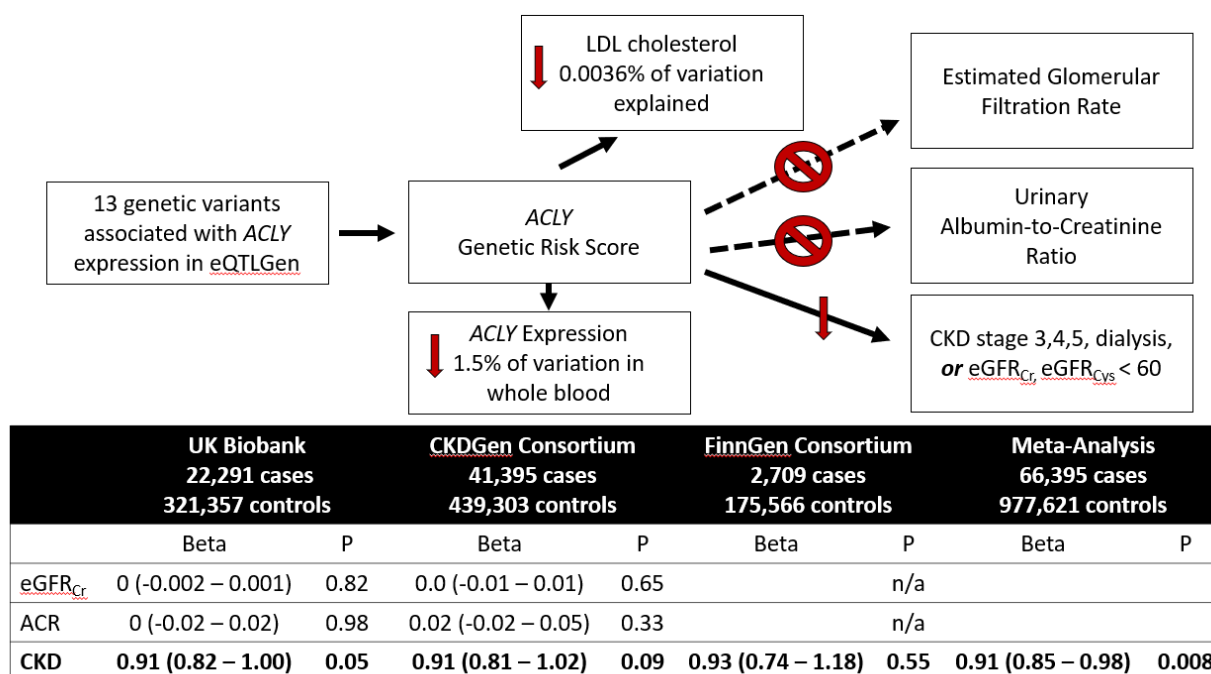 LDL cholesterol
0.0036% of variation
explained
Estimated Glomerular
Filtration Rate
13 genetic variants
associated with ACLY
expression in eQTLGen
ACLY
Genetic Risk Score
Urinary
Albumin-to-Creatinine
Ratio
ACLY Expression
1.5% of variation in
whole blood
CKD stage 3,4,5, dialysis,
or eGFRCr, eGFRCys < 60
UK Biobank CKDGen Consortium FinnGen Consortium Meta-Analysis
22,291 cases 41,395 cases 2,709 cases 66,395 cases
321,357 controls 439,303 controls 175,566 controls 977,621 controls
Beta P Beta P Beta P Beta P
eGFRCr 0 (-0.002 – 0.001) 0.82 0.0 (-0.01 – 0.01) 0.65 n/a
ACR 0 (-0.02 – 0.02) 0.98 0.02 (-0.02 – 0.05) 0.33 n/a
CKD 0.91 (0.82 – 1.00) 0.05 0.91 (0.81 – 1.02) 0.09 0.93 (0.74 – 1.18) 0.55 0.91 (0.85 – 0.98) 0.008